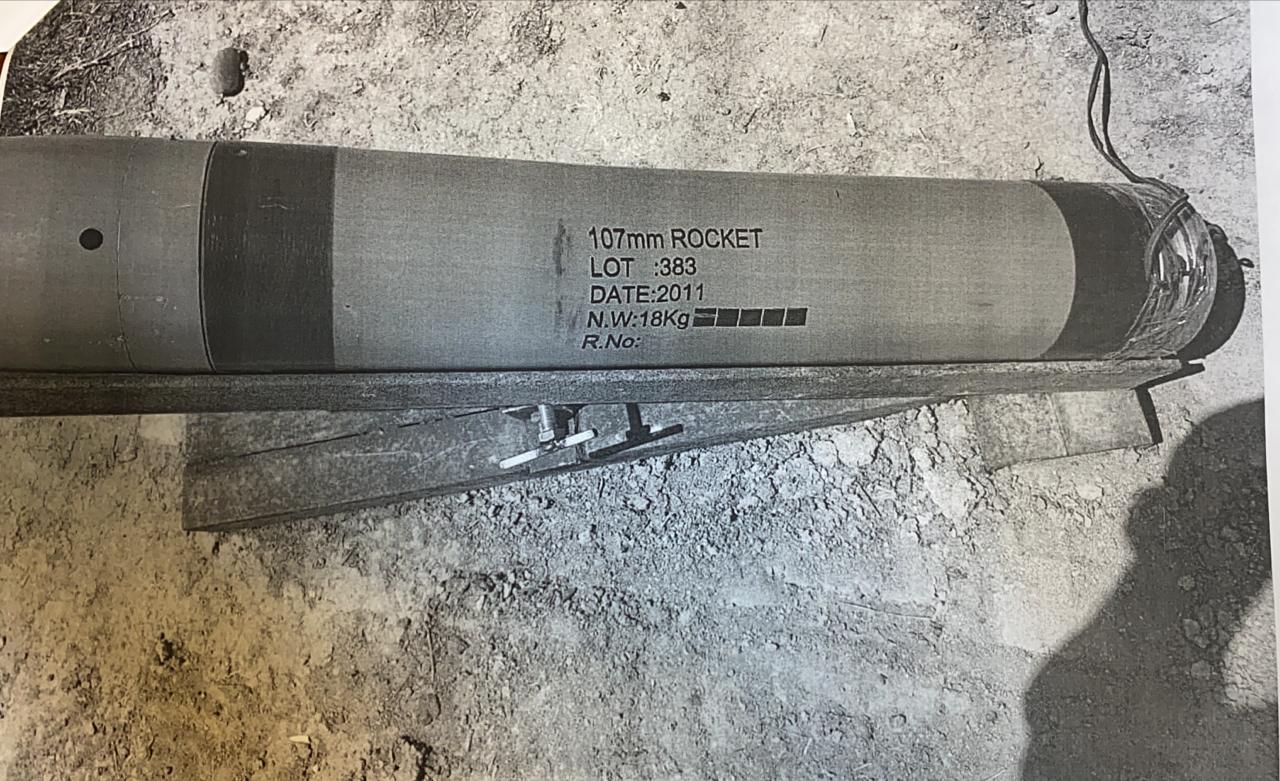 107mm ROCKET
LOT :383
DATE:2011
N.W:18Kg
R.No: